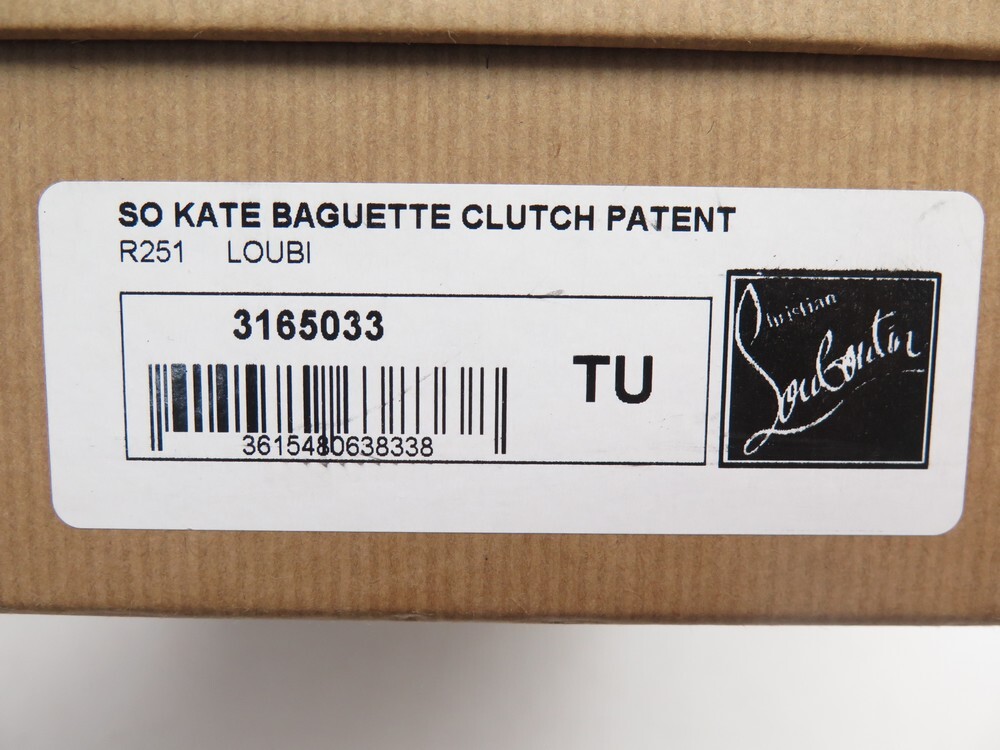 SO KATE BAGUETTE CLUTCH PATENT
R251 LOUBI
3165033
TU
3615480638338
Christian
Louboutin